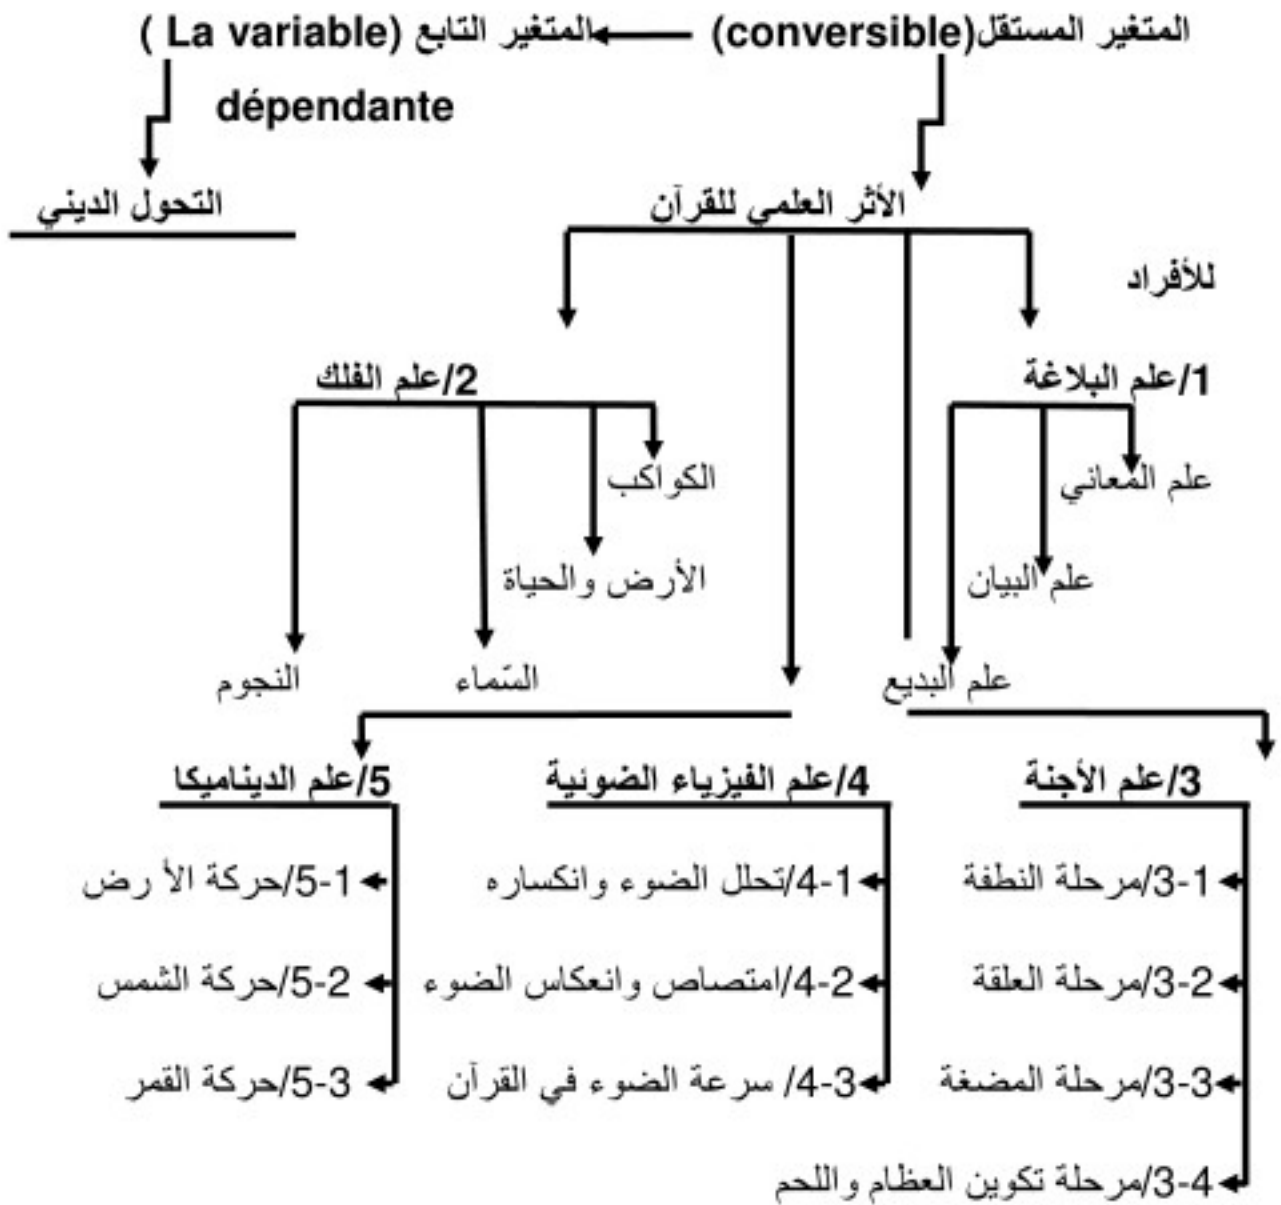 المتغير المستقل(conversible) المتغير التابع (La variable )
dépendante
الأثر العلمي للقرآن التحول الديني
للأفراد
1/علم البلاغة 2/علم الفلك
علم المعاني الكواكب
علم البيان الأرض والحياة
علم البديع السّماء النجوم
3/علم الأجنة 4/علم الفيزياء الضوئية 5/علم الديناميكا
3-1/مرحلة النطفة 4-1/تحلل الضوء وانكساره 5-1/حركة الأ رض
3-2/مرحلة العلقة 4-2/امتصاص وانعكاس الضوء 5-2/حركة الشمس
3-3/مرحلة المضغة 4-3/ سرعة الضوء في القرآن 5-3/حركة القمر
3-4/مرحلة تكوين العظام واللحم